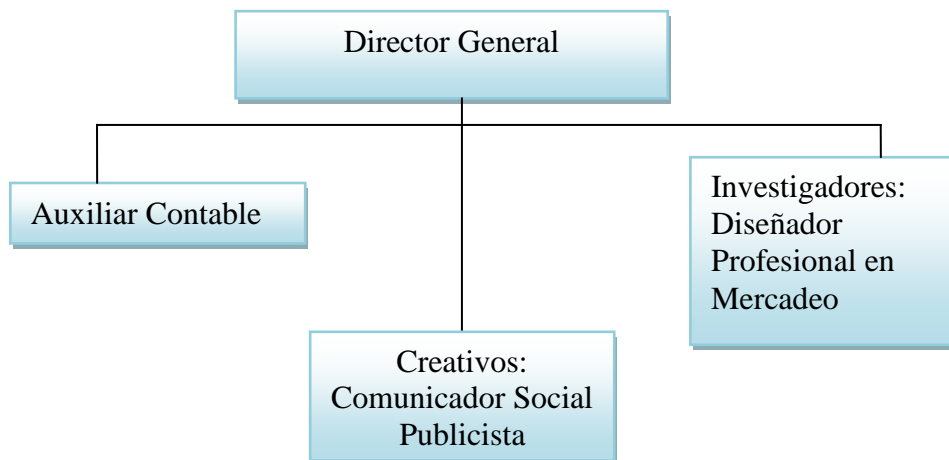 Director General
Auxiliar Contable
Investigadores:
Diseñador
Profesional en
Mercadeo
Creativos:
Comunicador Social
Publicista